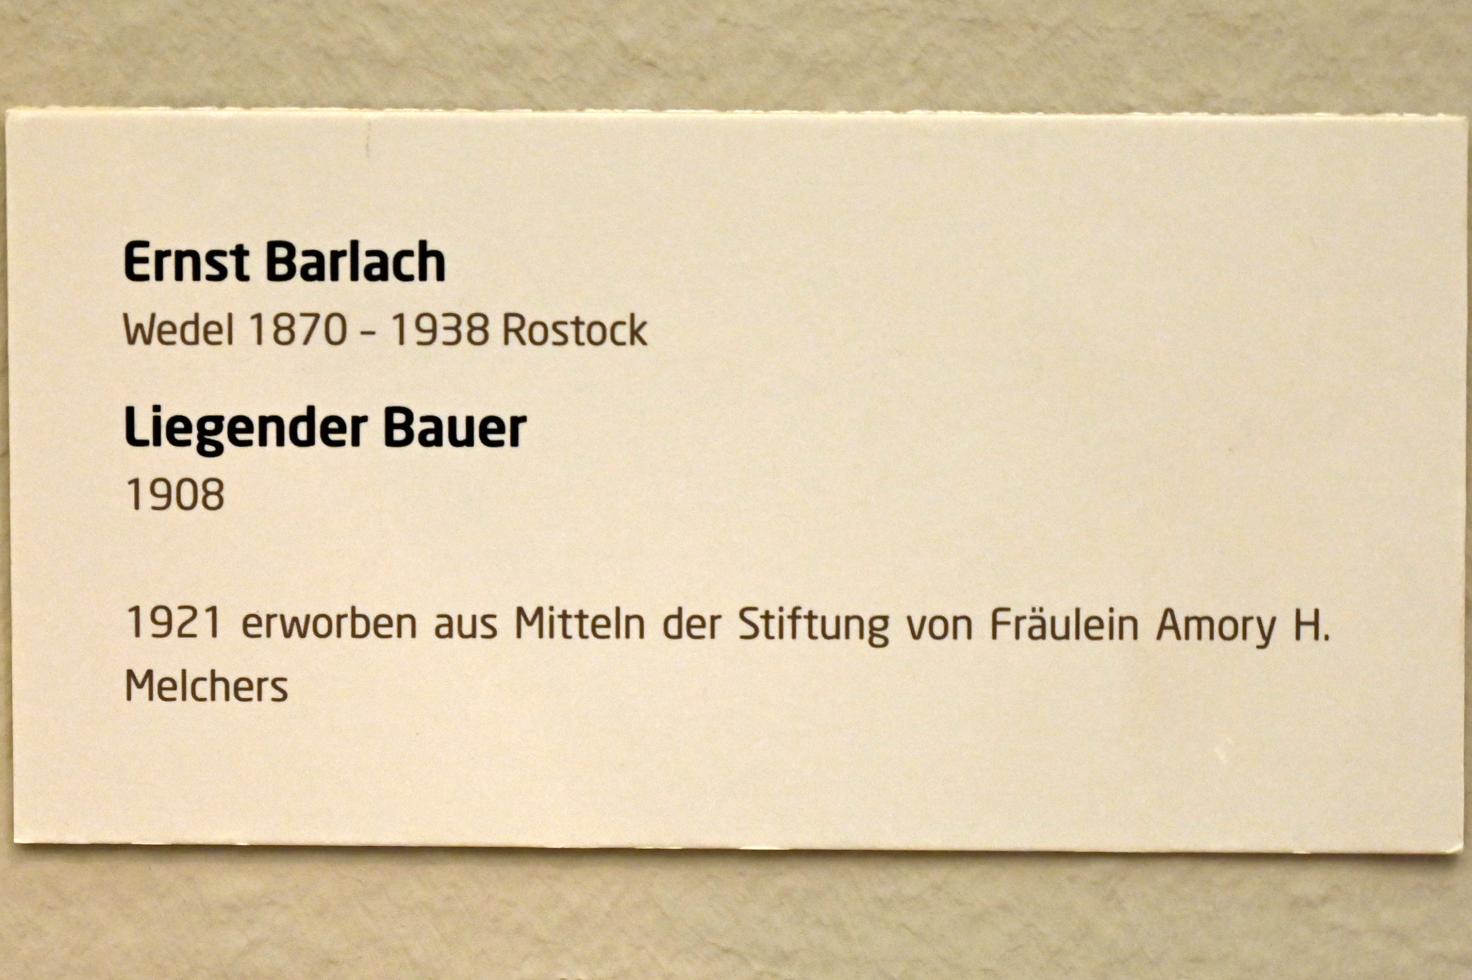 Ernst Barlach
Wedel 1870 – 1938 Rostock
Liegender Bauer
1908
1921 erworben aus Mitteln der Stiftung von Fräulein Amory H.
Melchers